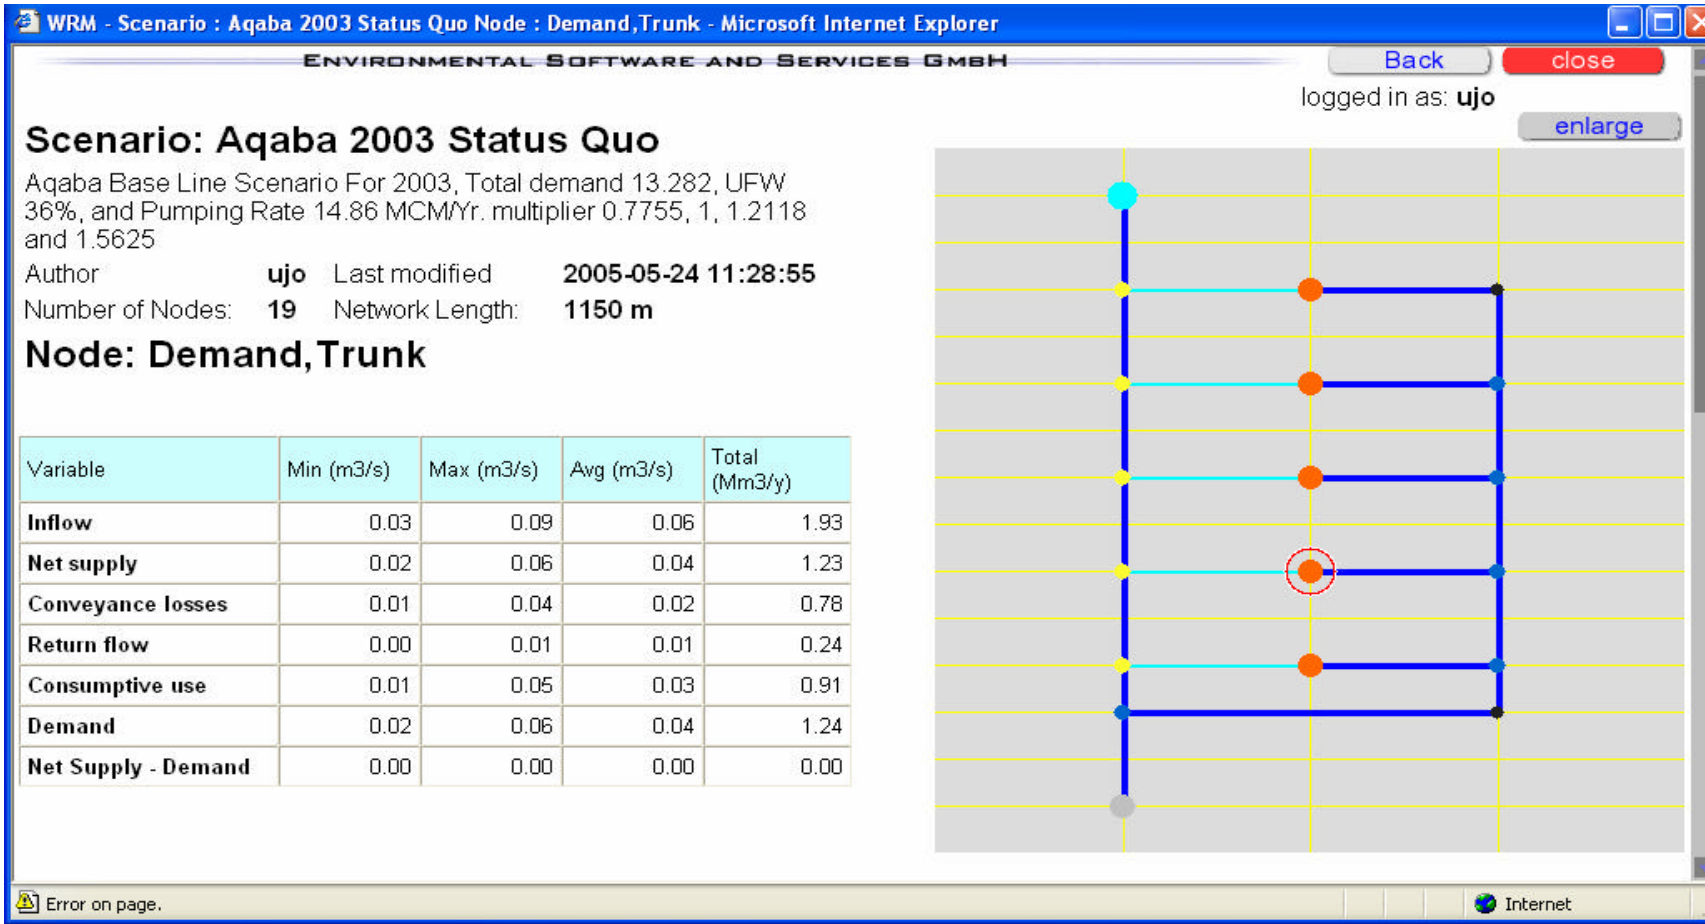 WRM - Scenario : Aqaba 2003 Status Quo Node : Demand,Trunk - Microsoft Internet Explorer
ENVIRONMENTAL SOFTWARE AND SERVICES GMBH
Back
close
logged in as: ujo
enlarge
Scenario: Aqaba 2003 Status Quo
Aqaba Base Line Scenario For 2003, Total demand 13.282, UFW
36%, and Pumping Rate 14.86 MCM/Yr. multiplier 0.7755, 1, 1.2118
and 1.5625
Author ujo Last modified 2005-05-24 11:28:55
Number of Nodes: 19 Network Length: 1150 m
Node: Demand,Trunk
Variable Min (m3/s) Max (m3/s) Avg (m3/s) Total (Mm3/y)
Inflow 0.03 0.09 0.06 1.93
Net supply 0.02 0.06 0.04 1.23
Conveyance losses 0.01 0.04 0.02 0.78
Return flow 0.00 0.01 0.01 0.24
Consumptive use 0.01 0.05 0.03 0.91
Demand 0.02 0.06 0.04 1.24
Net Supply - Demand 0.00 0.00 0.00 0.00
Error on page.
Internet